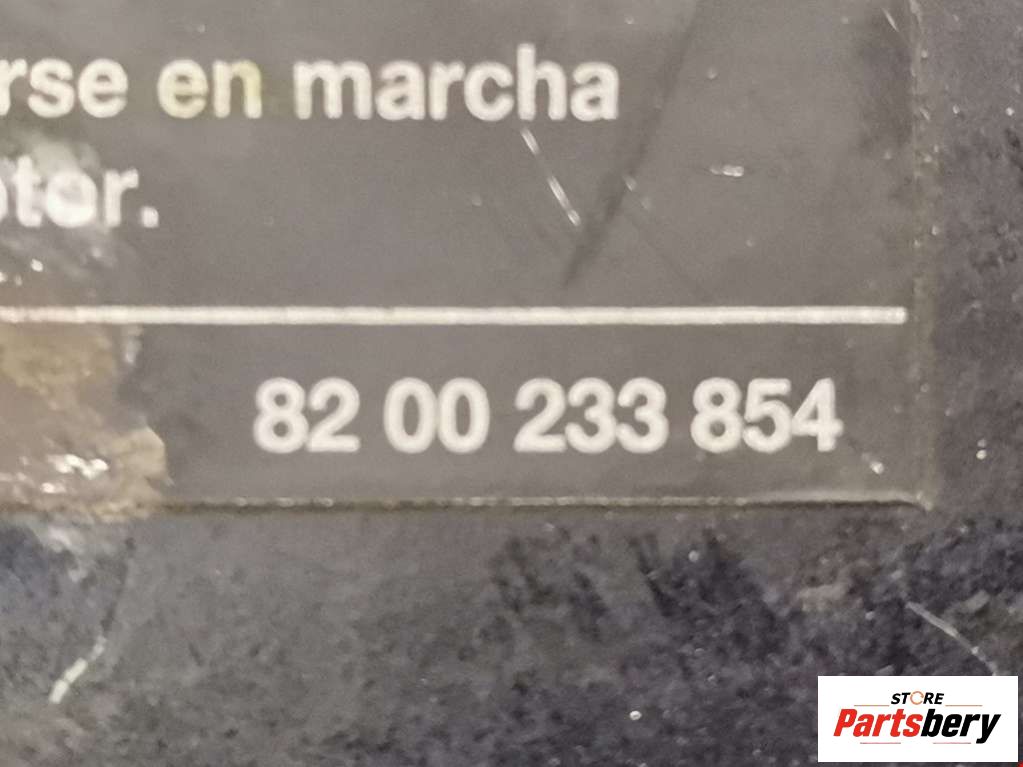 rse en marcha
otor.
82 00 233 854
STORE
Partsbery